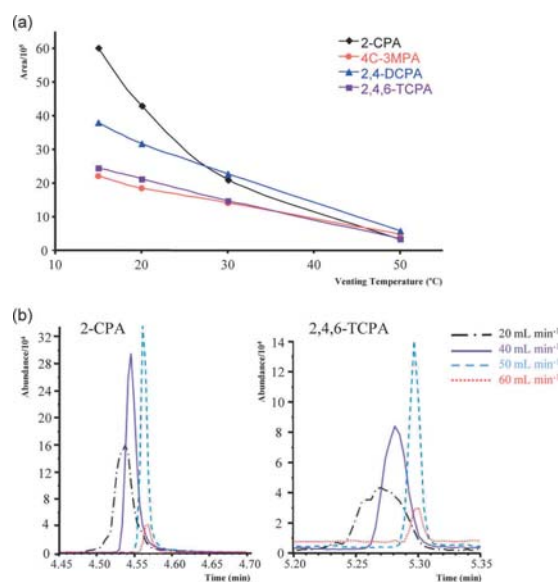 (a)
Area/10⁶
60
50
40
30
20
10
0
10 20 30 40 50
Venting Temperature (ºC)
2-CPA
4C-3MPA
2,4-DCPA
2,4,6-TCPA
(b)
2-CPA
Abundance/10⁴
32
28
24
20
16
12
8
4
0
4.45 4.50 4.55 4.60 4.65 4.70
Time (min)
2,4,6-TCPA
Abundance/10⁴
14
12
10
8
6
4
2
0
5.20 5.25 5.30 5.35
Time (min)
20 mL min⁻¹
40 mL min⁻¹
50 mL min⁻¹
60 mL min⁻¹